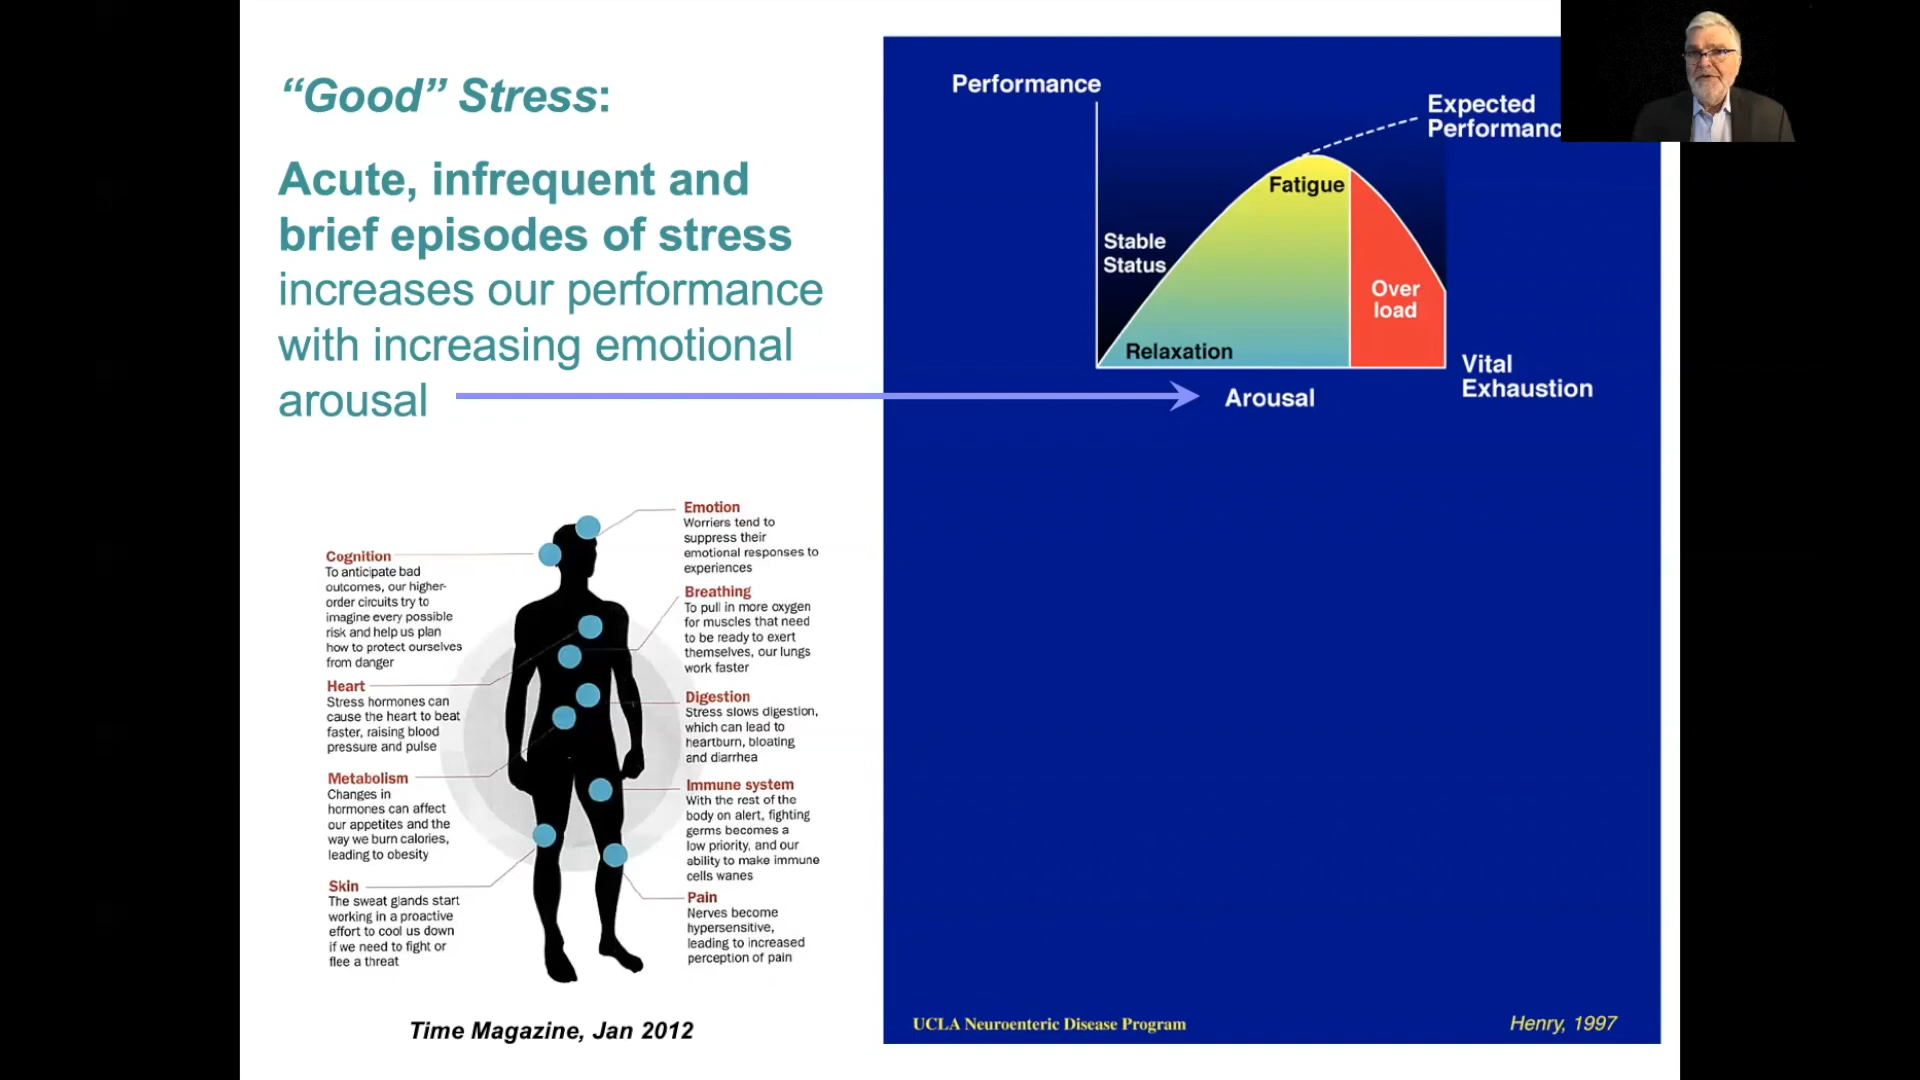 “Good” Stress:
Acute, infrequent and
brief episodes of stress
increases our performance
with increasing emotional
arousal
Performance
Expected
Performanc
Fatigue
Stable
Status
Over
load
Relaxation
Vital
Exhaustion
Arousal
Cognition
To anticipate bad
outcomes, our higher-
order circuits try to
imagine every possible
risk and help us plan
how to protect ourselves
from danger
Heart
Stress hormones can
cause the heart to beat
faster, raising blood
pressure and pulse
Metabolism
Changes in
hormones can affect
our appetites and the
way we burn calories,
leading to obesity
Skin
The sweat glands start
working in a proactive
effort to cool us down
if we need to fight or
flee a threat
Emotion
Worriers tend to
suppress their
emotional responses to
experiences
Breathing
To pull in more oxygen
for muscles that need
to be ready to exert
themselves, our lungs
work faster
Digestion
Stress slows digestion,
which can lead to
heartburn, bloating
and diarrhea
Immune system
With the rest of the
body on alert, fighting
germs becomes a
low priority, and our
ability to make immune
cells wanes
Pain
Nerves become
hypersensitive,
leading to increased
perception of pain
Time Magazine, Jan 2012
UCLA Neuroenteric Disease Program
Henry, 1997